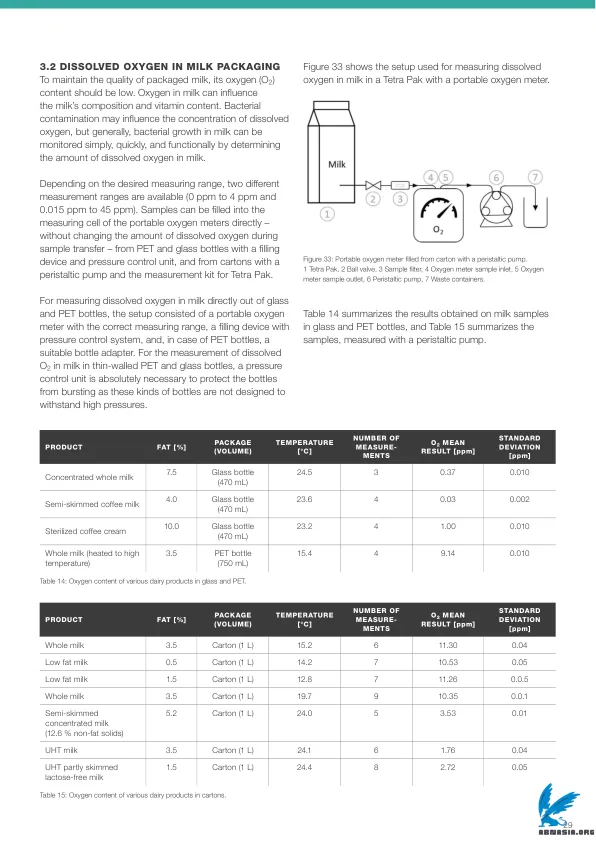 3.2 DISSOLVED OXYGEN IN MILK PACKAGING
To maintain the quality of packaged milk, its oxygen (O2)
content should be low. Oxygen in milk can influence
the milk's composition and vitamin content. Bacterial
contamination may influence the concentration of dissolved
oxygen, but generally, bacterial growth in milk can be
monitored simply, quickly, and functionally by determining
the amount of dissolved oxygen in milk.
Depending on the desired measuring range, two different
measurement ranges are available (0 ppm to 4 ppm and
0.015 ppm to 45 ppm). Samples can be filled into the
measuring cell of the portable oxygen meters directly –
without changing the amount of dissolved oxygen during
sample transfer – from PET and glass bottles with a filling
device and pressure control unit, and from cartons with a
peristaltic pump and the measurement kit for Tetra Pak.
For measuring dissolved oxygen in milk directly out of glass
and PET bottles, the setup consisted of a portable oxygen
meter with the correct measuring range, a filling device with
pressure control system, and, in case of PET bottles, a
suitable bottle adapter. For the measurement of dissolved
O2 in milk in thin-walled PET and glass bottles, a pressure
control unit is absolutely necessary to protect the bottles
from bursting as these kinds of bottles are not designed to
withstand high pressures.
Figure 33 shows the setup used for measuring dissolved
oxygen in milk in a Tetra Pak with a portable oxygen meter.
Milk
1
2
3
4 5
O2
6
7
Figure 33: Portable oxygen meter filled from carton with a peristaltic pump.
1 Tetra Pak, 2 Ball valve, 3 Sample filter, 4 Oxygen meter sample inlet, 5 Oxygen
meter sample outlet, 6 Peristaltic pump, 7 Waste containers.
Table 14 summarizes the results obtained on milk samples
in glass and PET bottles, and Table 15 summarizes the
samples, measured with a peristaltic pump.
PRODUCT FAT [%] PACKAGE (VOLUME) TEMPERATURE [°C] NUMBER OF MEASURE-MENTS O2 MEAN RESULT [ppm] STANDARD DEVIATION [ppm]
Concentrated whole milk 7.5 Glass bottle (470 mL) 24.5 3 0.37 0.010
Semi-skimmed coffee milk 4.0 Glass bottle (470 mL) 23.6 4 0.03 0.002
Sterilized coffee cream 10.0 Glass bottle (470 mL) 23.2 4 1.00 0.010
Whole milk (heated to high temperature) 3.5 PET bottle (750 mL) 15.4 4 9.14 0.010
Table 14: Oxygen content of various dairy products in glass and PET.
PRODUCT FAT [%] PACKAGE (VOLUME) TEMPERATURE [°C] NUMBER OF MEASURE-MENTS O2 MEAN RESULT [ppm] STANDARD DEVIATION [ppm]
Whole milk 3.5 Carton (1 L) 15.2 6 11.30 0.04
Low fat milk 0.5 Carton (1 L) 14.2 7 10.53 0.05
Low fat milk 1.5 Carton (1 L) 12.8 7 11.26 0.0.5
Whole milk 3.5 Carton (1 L) 19.7 9 10.35 0.0.1
Semi-skimmed concentrated milk (12.6 % non-fat solids) 5.2 Carton (1 L) 24.0 5 3.53 0.01
UHT milk 3.5 Carton (1 L) 24.1 6 1.76 0.04
UHT partly skimmed lactose-free milk 1.5 Carton (1 L) 24.4 8 2.72 0.05
Table 15: Oxygen content of various dairy products in cartons.
29
ABNASIA.ORG